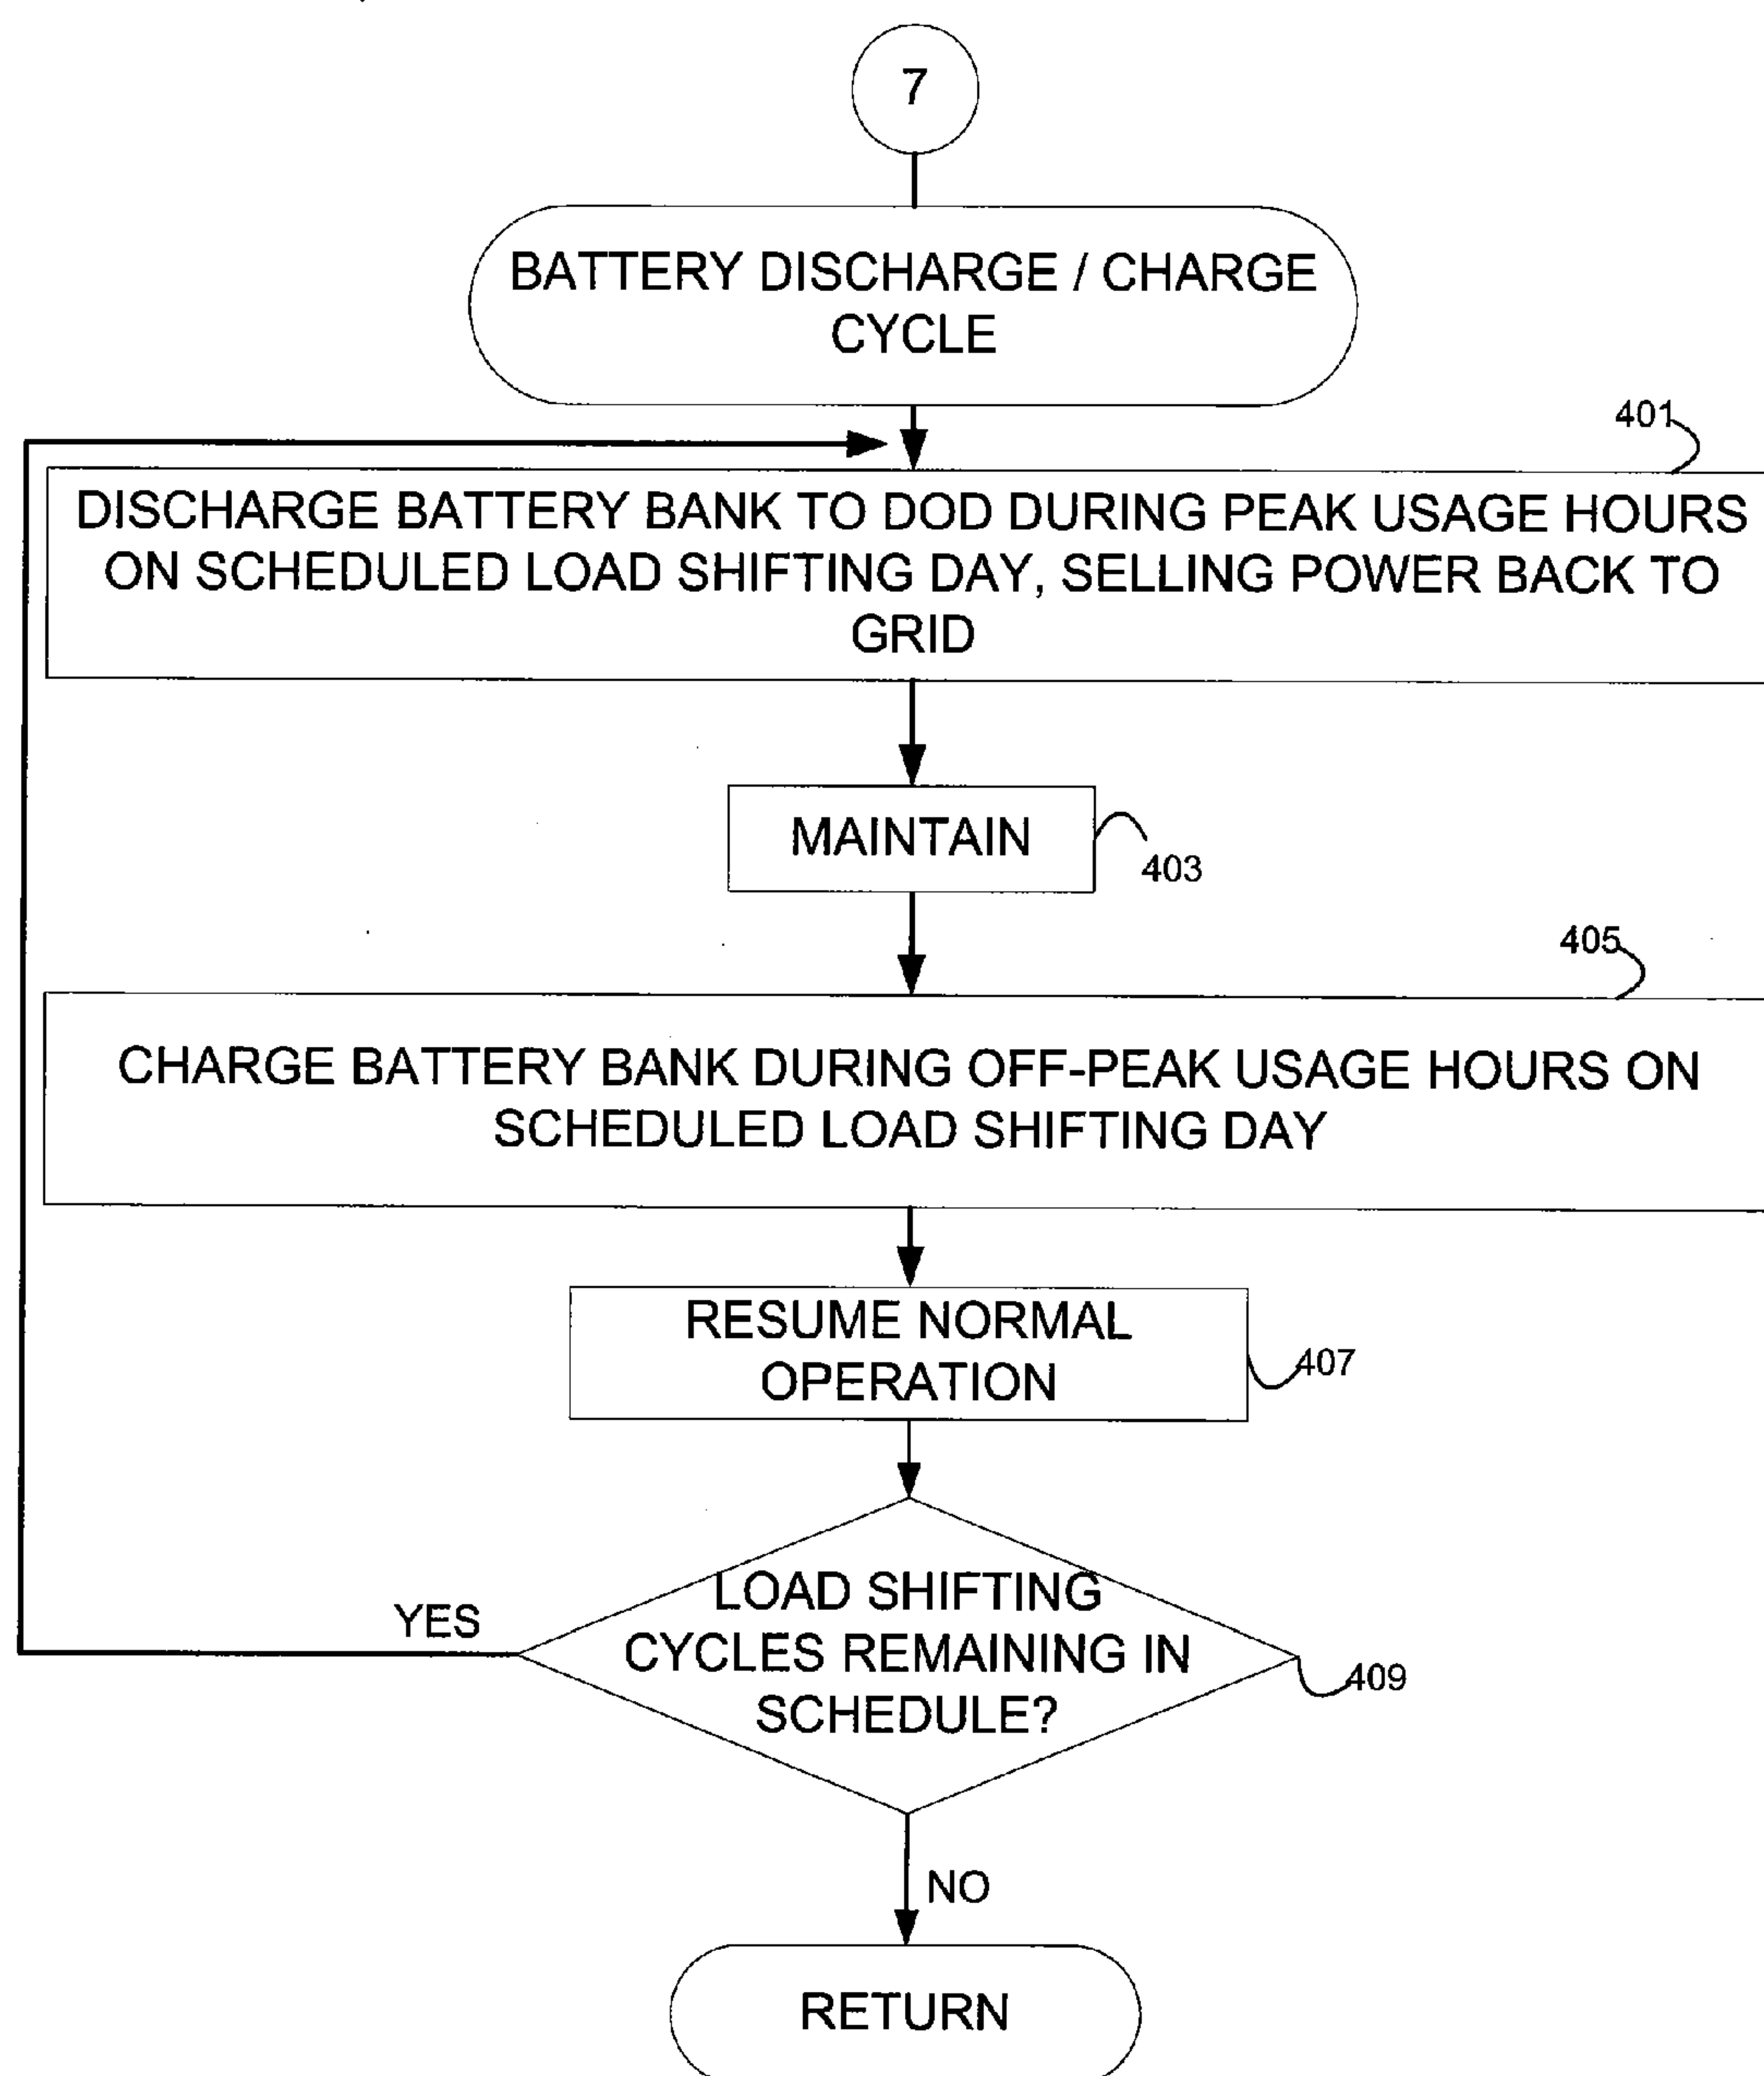 7
BATTERY DISCHARGE / CHARGE
CYCLE
401
DISCHARGE BATTERY BANK TO DOD DURING PEAK USAGE HOURS
ON SCHEDULED LOAD SHIFTING DAY, SELLING POWER BACK TO
GRID
MAINTAIN
403
405
CHARGE BATTERY BANK DURING OFF-PEAK USAGE HOURS ON
SCHEDULED LOAD SHIFTING DAY
RESUME NORMAL
OPERATION
407
LOAD SHIFTING
CYCLES REMAINING IN
SCHEDULE?
YES
409
NO
RETURN